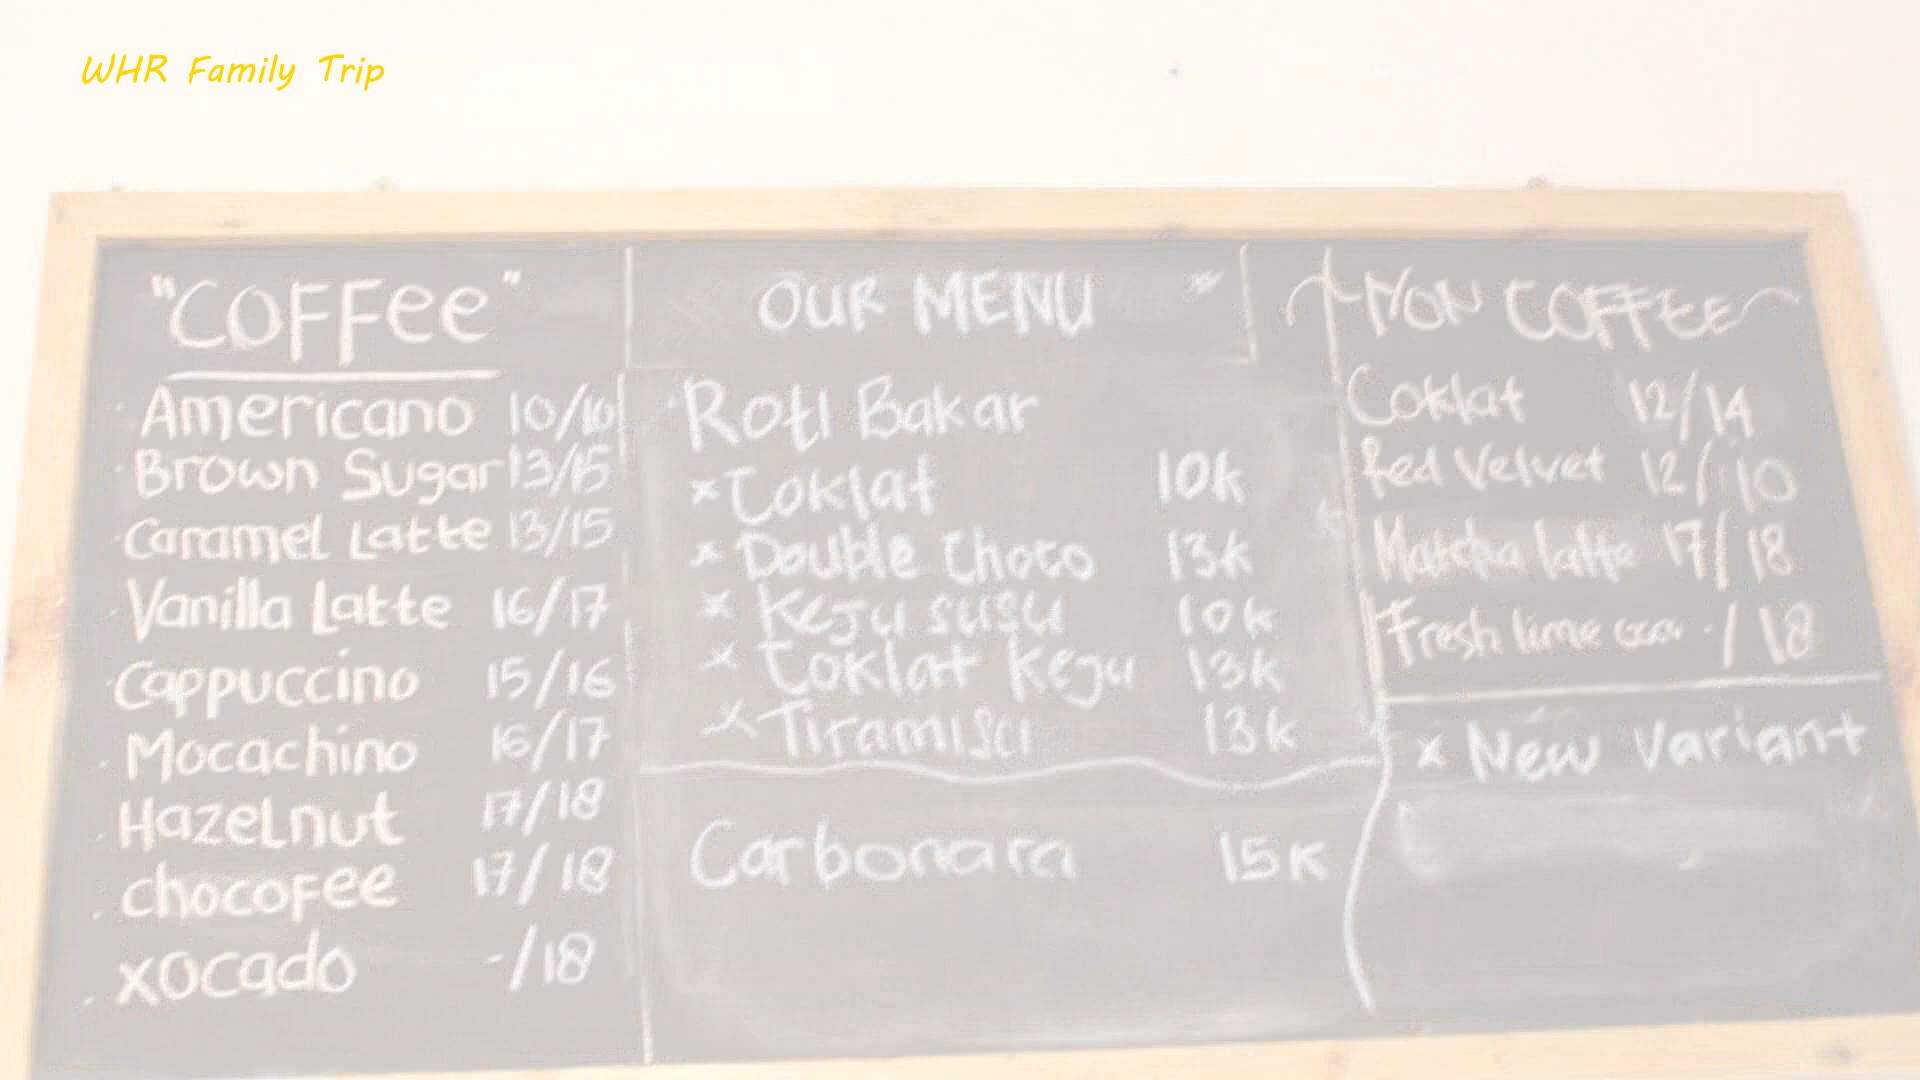 WHR Family Trip
"COFFee"
Americano 10/10
Brown Sugar 13/15
Caramel Latte 13/15
Vanilla Latte 16/17
Cappuccino 15/16
Mocachino 16/17
Hazelnut 17/18
chocofee 17/18
xocado -/18
OUR MENU
Roti Bakar
x Coklat 10k
x Double Choco 13k
x Keju susu 10k
x Coklat keju 13k
x Tiramisu 13k
Carbonara 15K
NON COFFEE
Coklat 12/14
Red Velvet 12/10
Matcha latte 17/18
Fresh lime -/18
x New Variant